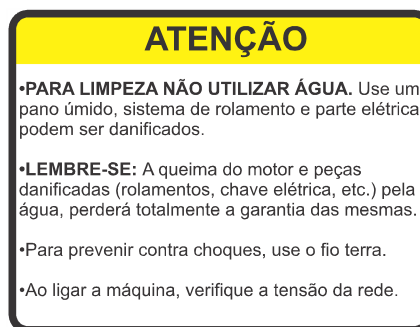 ATENÇÃO
•PARA LIMPEZA NÃO UTILIZAR ÁGUA. Use um
pano úmido, sistema de rolamento e parte elétrica
podem ser danificados.
•LEMBRE-SE: A queima do motor e peças
danificadas (rolamentos, chave elétrica, etc.) pela
água, perderá totalmente a garantia das mesmas.
•Para prevenir contra choques, use o fio terra.
•Ao ligar a máquina, verifique a tensão da rede.